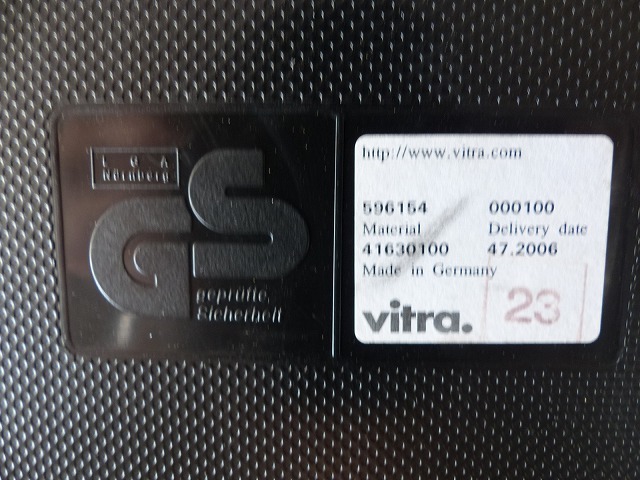 LGA
Nürnberg
GS
geprüfte
Sicherheit
http://www.vitra.com
596154 000100
Material Delivery date
41630100 47.2006
Made in Germany
23
vitra.